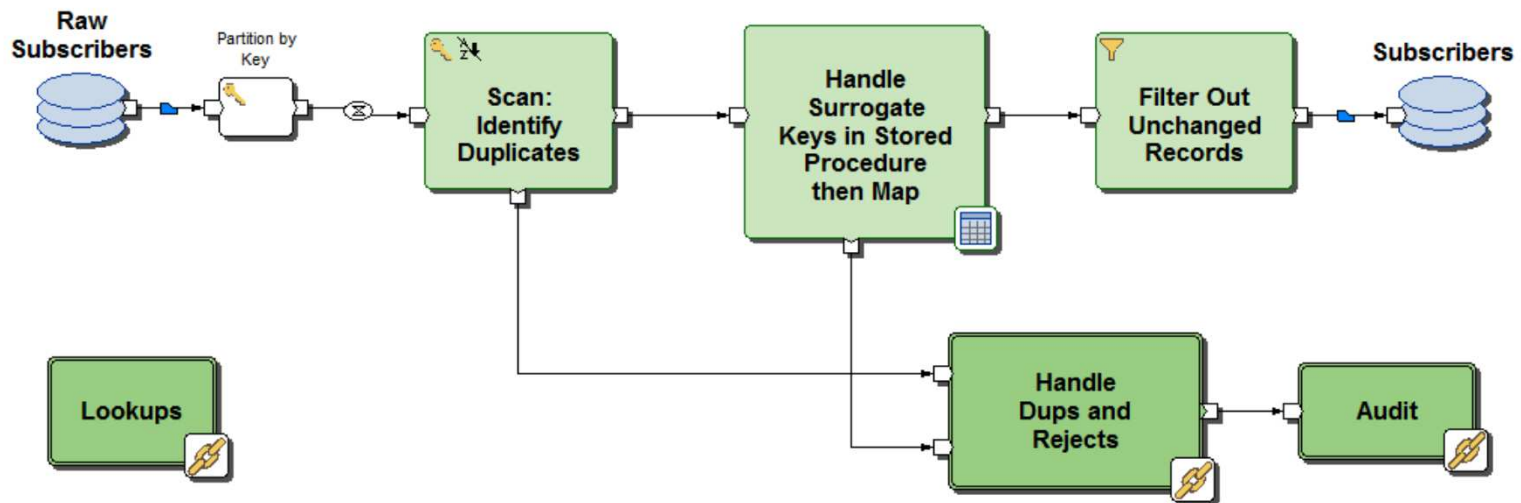 Raw
Subscribers
Partition by
Key
Scan:
Identify
Duplicates
Handle
Surrogate
Keys in Stored
Procedure
then Map
Filter Out
Unchanged
Records
Subscribers
Lookups
Handle
Dups and
Rejects
Audit